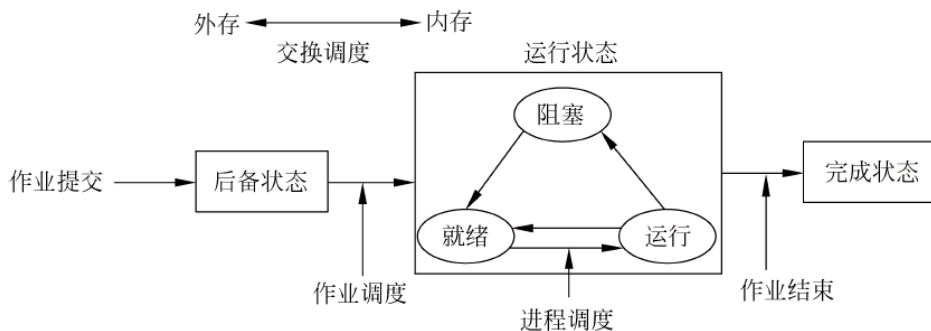 外存
内存
交换调度
运行状态
阻塞
作业提交
后备状态
完成状态
就绪
运行
作业调度
进程调度
作业结束